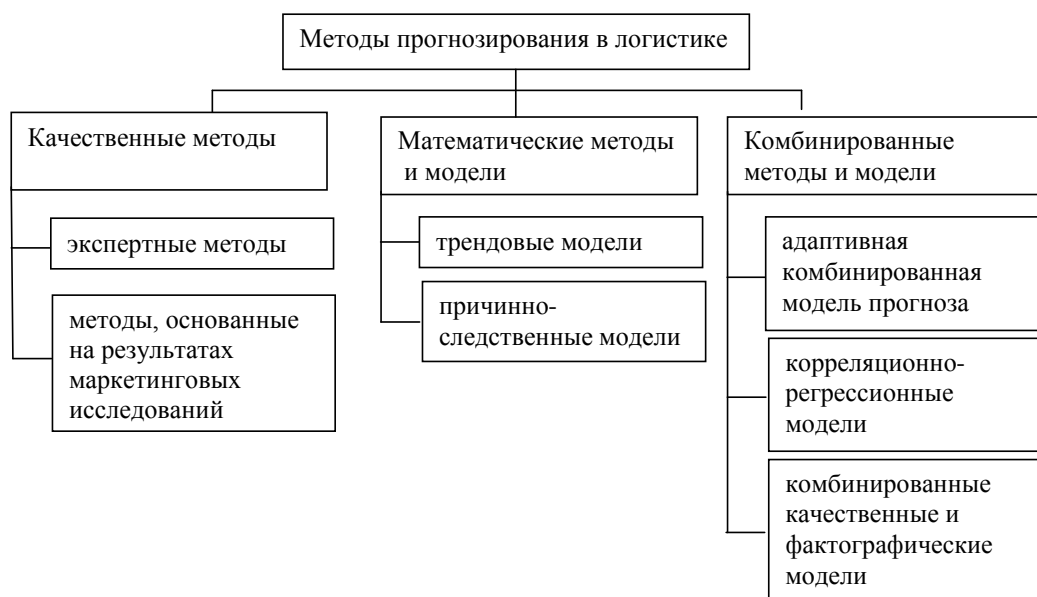 Методы прогнозирования в логистике
Качественные методы
экспертные методы
методы, основанные
на результатах
маркетинговых
исследований
Математические методы
и модели
трендовые модели
причинно-
следственные модели
Комбинированные
методы и модели
адаптивная
комбинированная
модель прогноза
корреляционно-
регрессионные
модели
комбинированные
качественные и
фактографические
модели